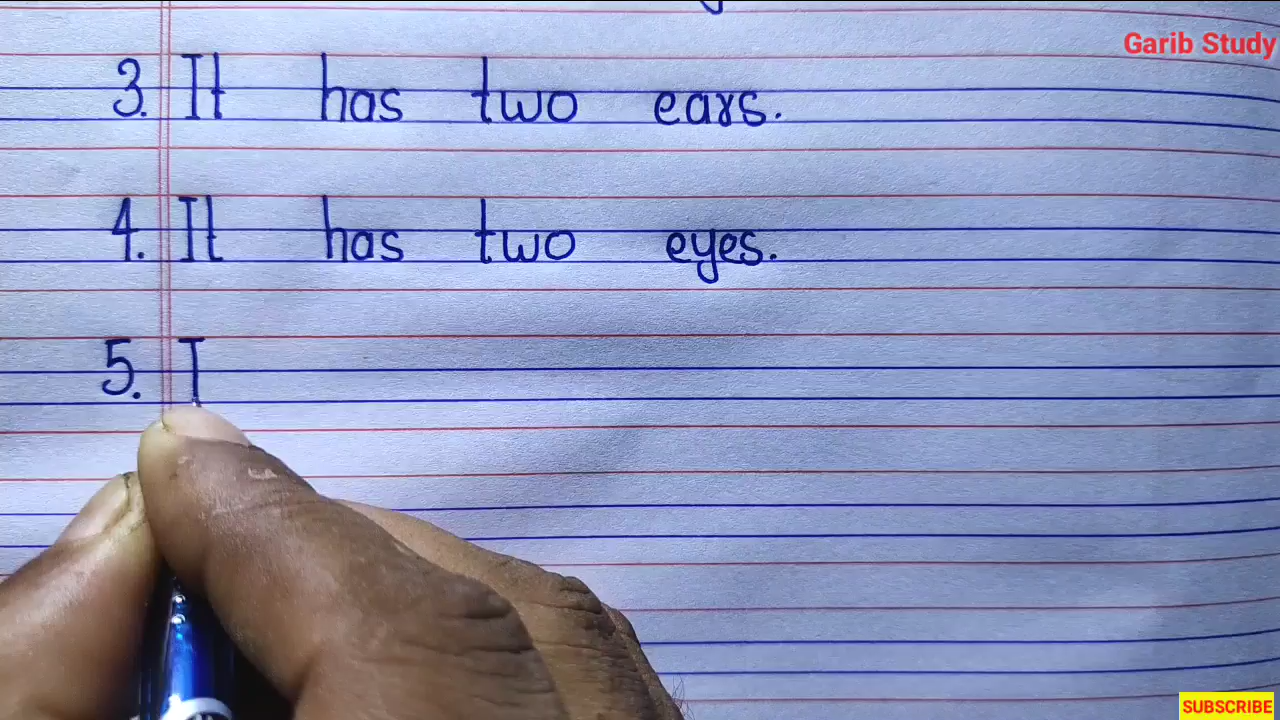 Garib Study
3. It has two ears.
4. It has two eyes.
5. I
SUBSCRIBE